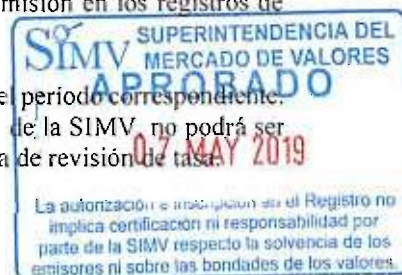 misión en los registros de
SIMV SUPERINTENDENCIA DEL
MERCADO DE VALORES
APROBADO
el período correspondiente.
de la SIMV no podrá ser
a de revisión de tasa.
07 MAY 2019
La autorización e inscripción en el Registro no
implica certificación ni responsabilidad por
parte de la SIMV respecto la solvencia de los
emisores ni sobre las bondades de los valores.